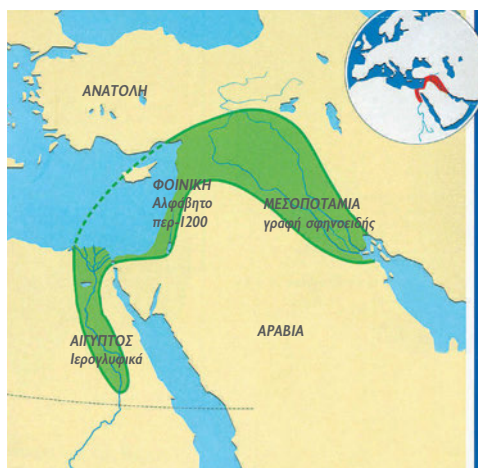 ΑΝΑΤΟΛΗ
ΦΟΙΝΙΚΗ
Αλφάβητο
περ-1200
ΜΕΣΟΠΟΤΑΜΙΑ
γραφή σφηνοειδής
ΑΡΑΒΙΑ
ΑΙΓΥΠΤΟΣ
Ιερογλυφικά